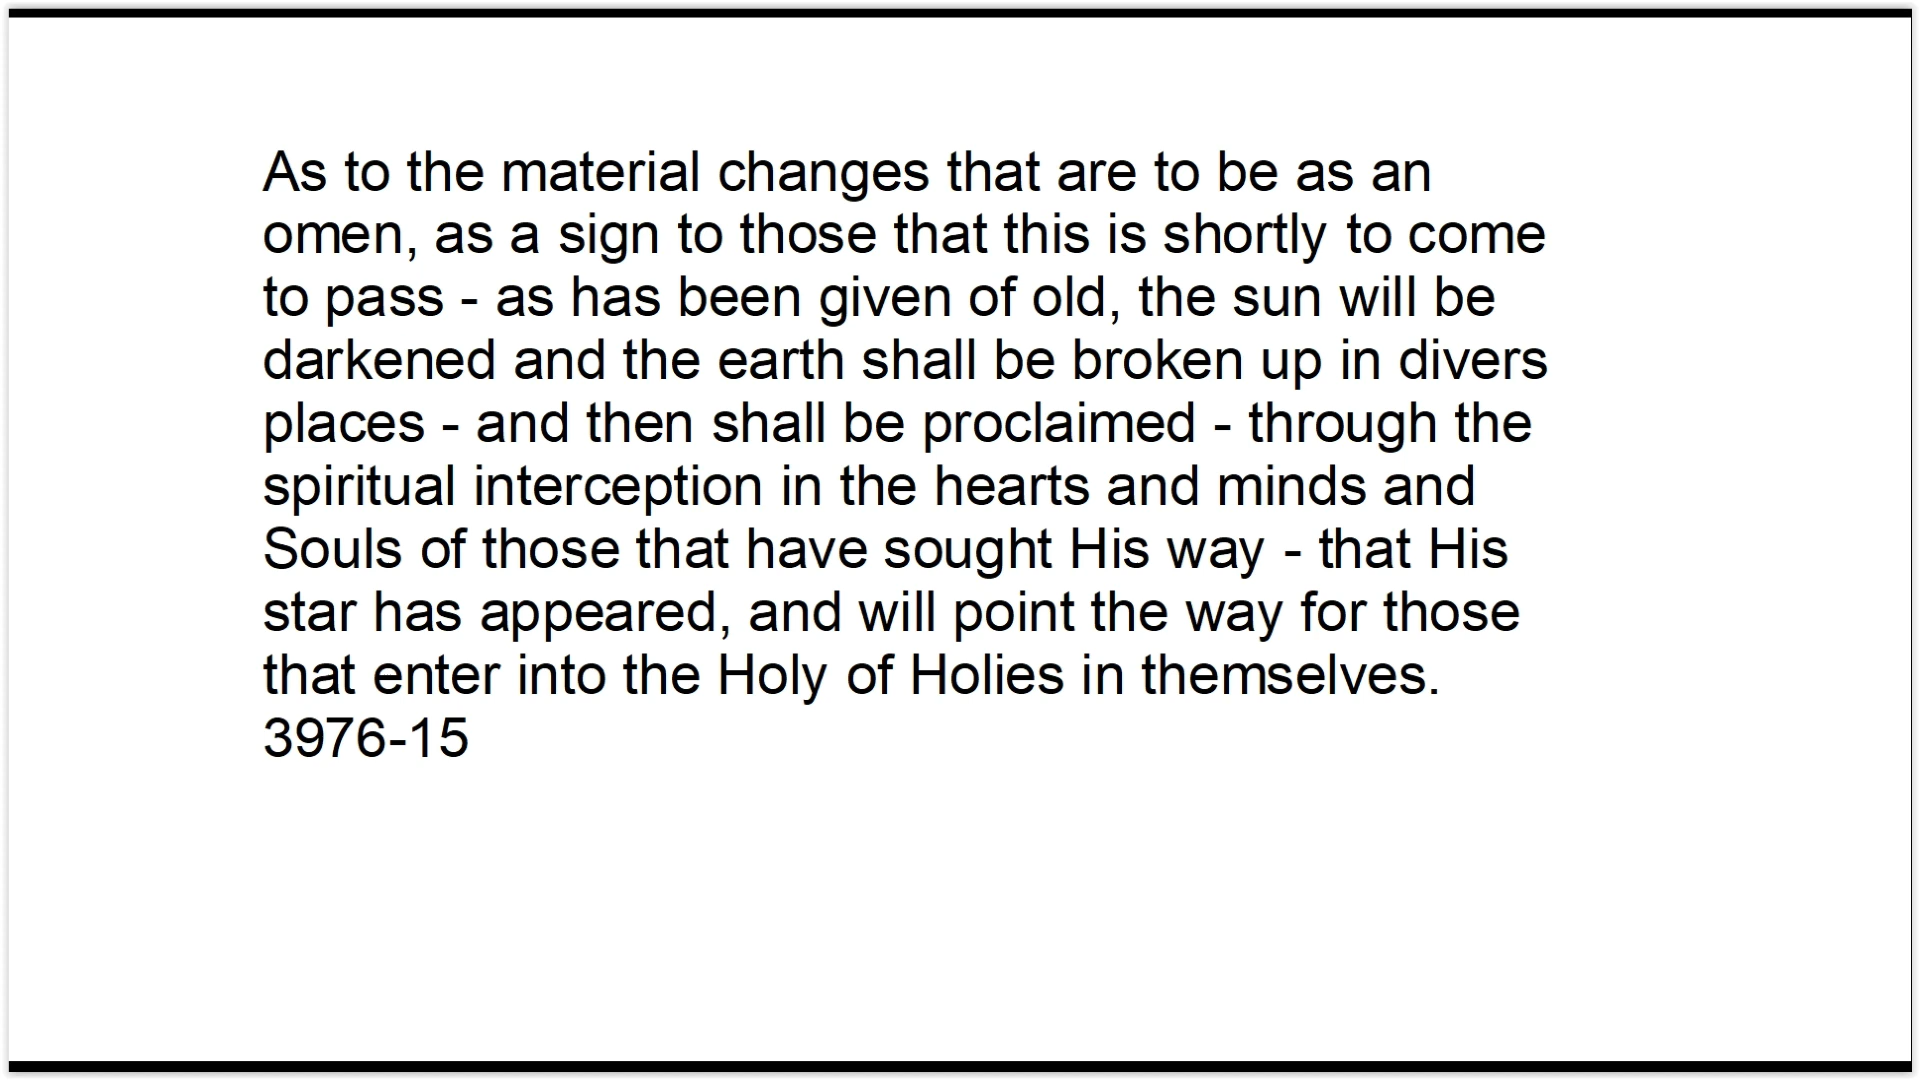 As to the material changes that are to be as an
omen, as a sign to those that this is shortly to come
to pass - as has been given of old, the sun will be
darkened and the earth shall be broken up in divers
places - and then shall be proclaimed - through the
spiritual interception in the hearts and minds and
Souls of those that have sought His way - that His
star has appeared, and will point the way for those
that enter into the Holy of Holies in themselves.
3976-15